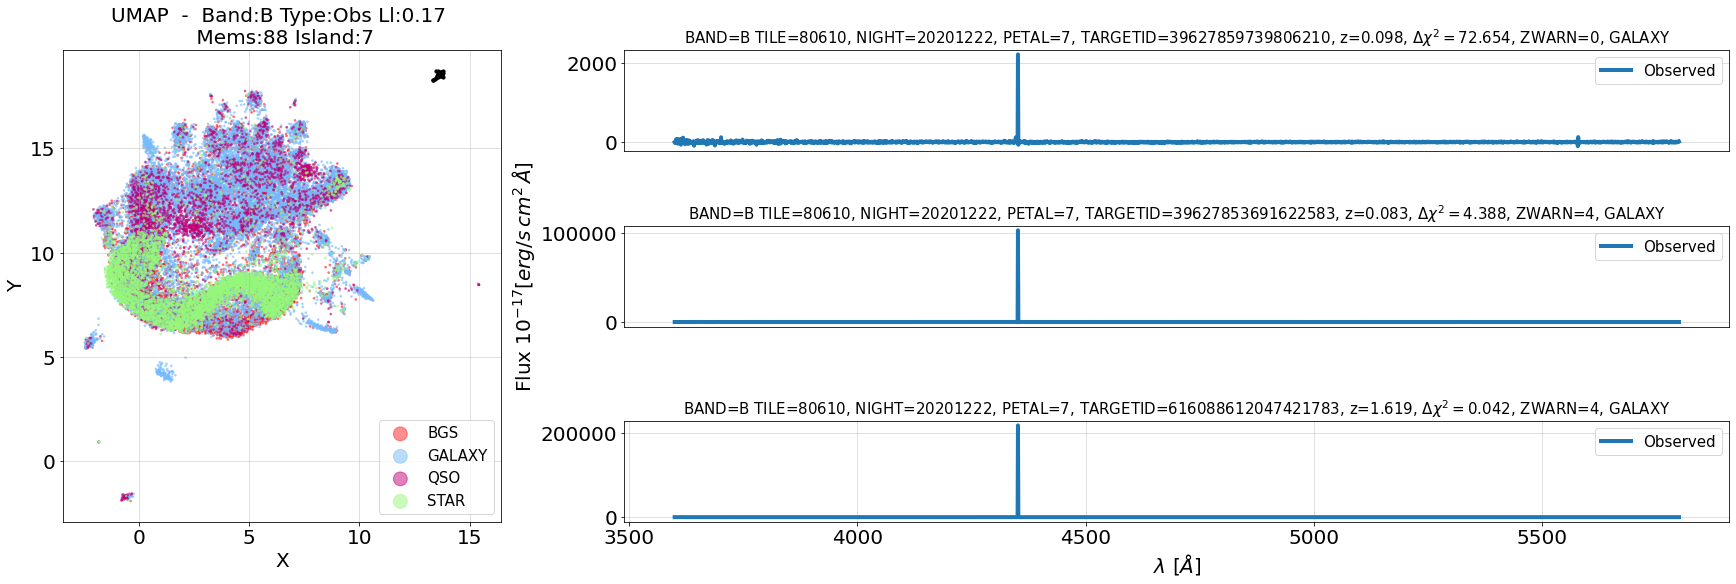 UMAP  -  Band:B Type:Obs Ll:0.17
Mems:88 Island:7
15
10
5
0
Y
0
5
10
15
X
BGS
GALAXY
QSO
STAR
Flux 10⁻¹⁷[erg/s cm² Å]
BAND=B TILE=80610, NIGHT=20201222, PETAL=7, TARGETID=39627859739806210, z=0.098, Δχ² = 72.654, ZWARN=0, GALAXY
2000
0
Observed
BAND=B TILE=80610, NIGHT=20201222, PETAL=7, TARGETID=39627853691622583, z=0.083, Δχ² = 4.388, ZWARN=4, GALAXY
100000
0
Observed
BAND=B TILE=80610, NIGHT=20201222, PETAL=7, TARGETID=616088612047421783, z=1.619, Δχ² = 0.042, ZWARN=4, GALAXY
200000
0
Observed
3500
4000
4500
5000
5500
λ [Å]